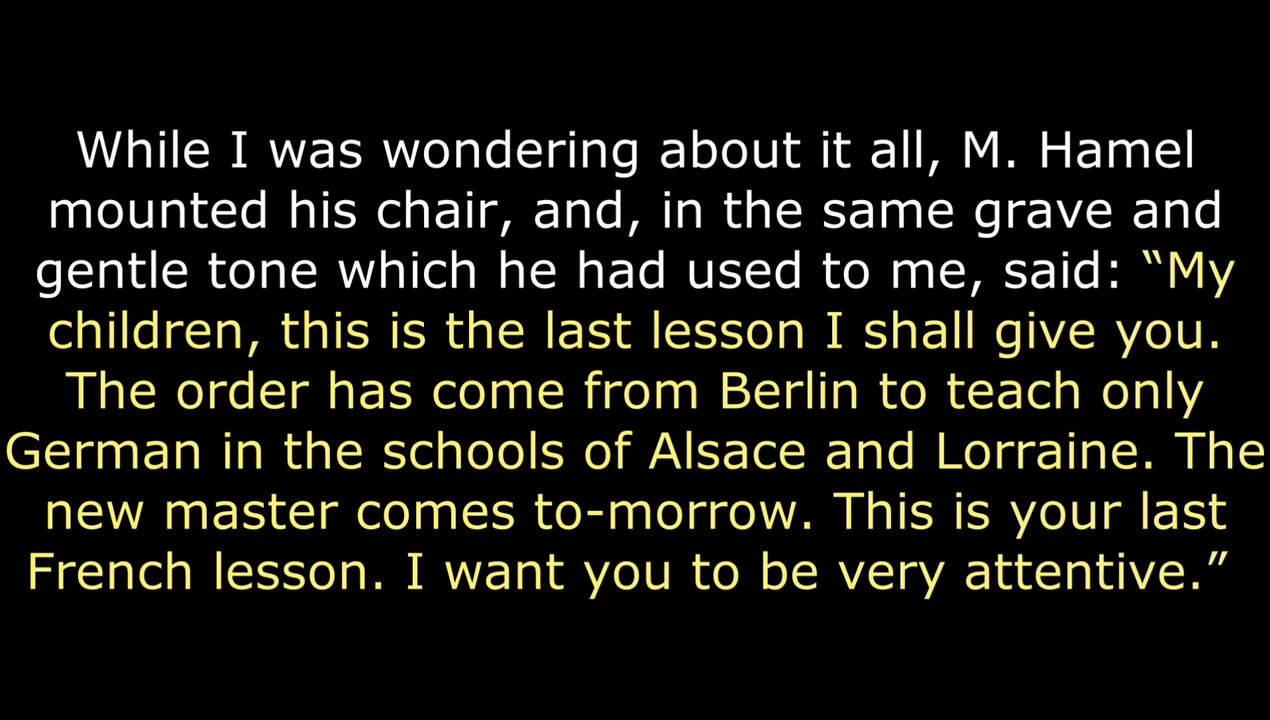 While I was wondering about it all, M. Hamel
mounted his chair, and, in the same grave and
gentle tone which he had used to me, said: “My
children, this is the last lesson I shall give you.
The order has come from Berlin to teach only
German in the schools of Alsace and Lorraine. The
new master comes to-morrow. This is your last
French lesson. I want you to be very attentive.”